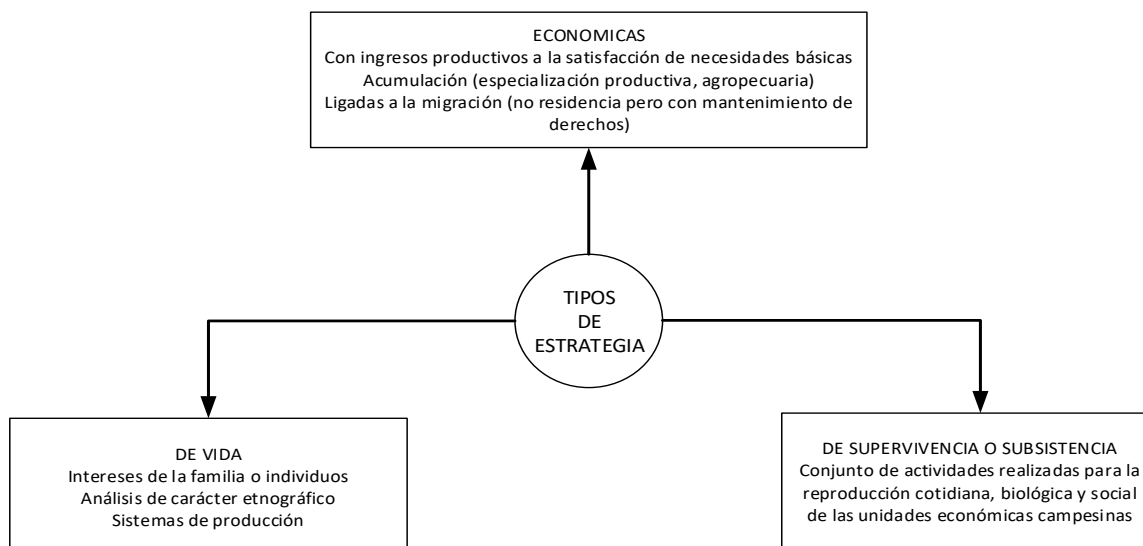 ECONOMICAS
Con ingresos productivos a la satisfacción de necesidades básicas
Acumulación (especialización productiva, agropecuaria)
Ligadas a la migración (no residencia pero con mantenimiento de
derechos)
TIPOS
DE
ESTRATEGIA
DE VIDA
Intereses de la familia o individuos
Análisis de carácter etnográfico
Sistemas de producción
DE SUPERVIVENCIA O SUBSISTENCIA
Conjunto de actividades realizadas para la
reproducción cotidiana, biológica y social
de las unidades económicas campesinas